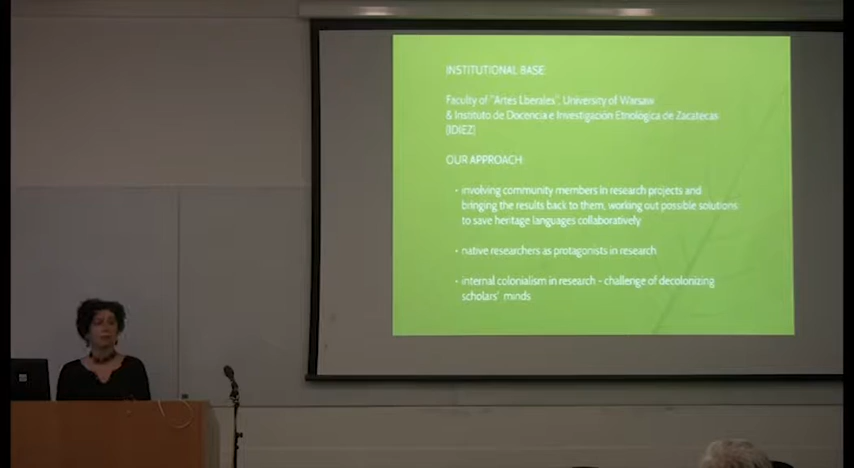 INSTITUTIONAL BASE:
Faculty of "Artes Liberales", University of Warsaw
& Instituto de Docencia e Investigación Etnológica de Zacatecas
(IDIEZ)
OUR APPROACH:
• involving community members in research projects and
bringing the results back to them, working out possible solutions
to save heritage languages collaboratively
• native researchers as protagonists in research
• internal colonialism in research - challenge of decolonizing
scholars' minds